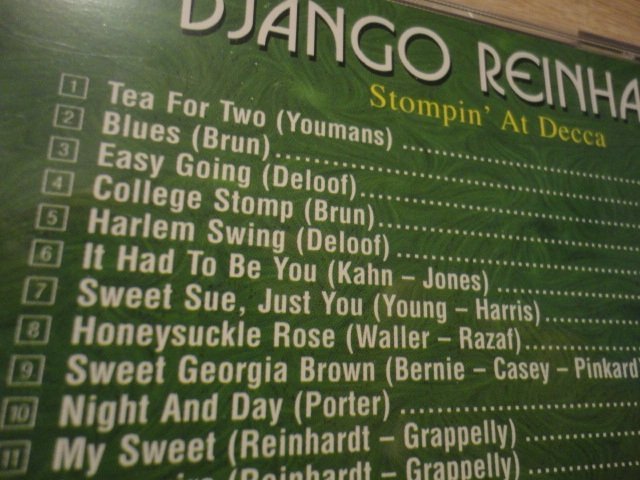 DJANGO REINHA
Stompin' At Decca
1 Tea For Two (Youmans)
2 Blues (Brun)
3 Easy Going (Deloof)
4 College Stomp (Brun)
5 Harlem Swing (Deloof)
6 It Had To Be You (Kahn – Jones)
7 Sweet Sue, Just You (Young – Harris)
8 Honeysuckle Rose (Waller – Razaf)
9 Sweet Georgia Brown (Bernie – Casey – Pinkard
10 Night And Day (Porter)
11 My Sweet (Reinhardt – Grappelly)
(Reinhardt – Grappelly)